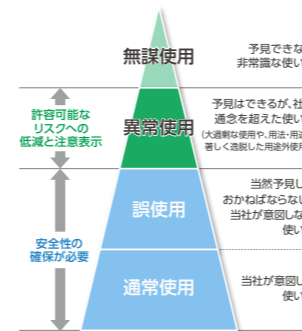 無謀使用
予見できな
非常識な使い
許容可能な
リスクへの
低減と注意表示
異常使用
予見はできるが、社
通念を超えた使い
(大過剰な使用や、用法・用途
著しく逸脱した用途外使用
誤使用
当然予見し
おかねばならない
当社が意図しな
使い
安全性の
確保が必要
通常使用
当社が意図し
使い